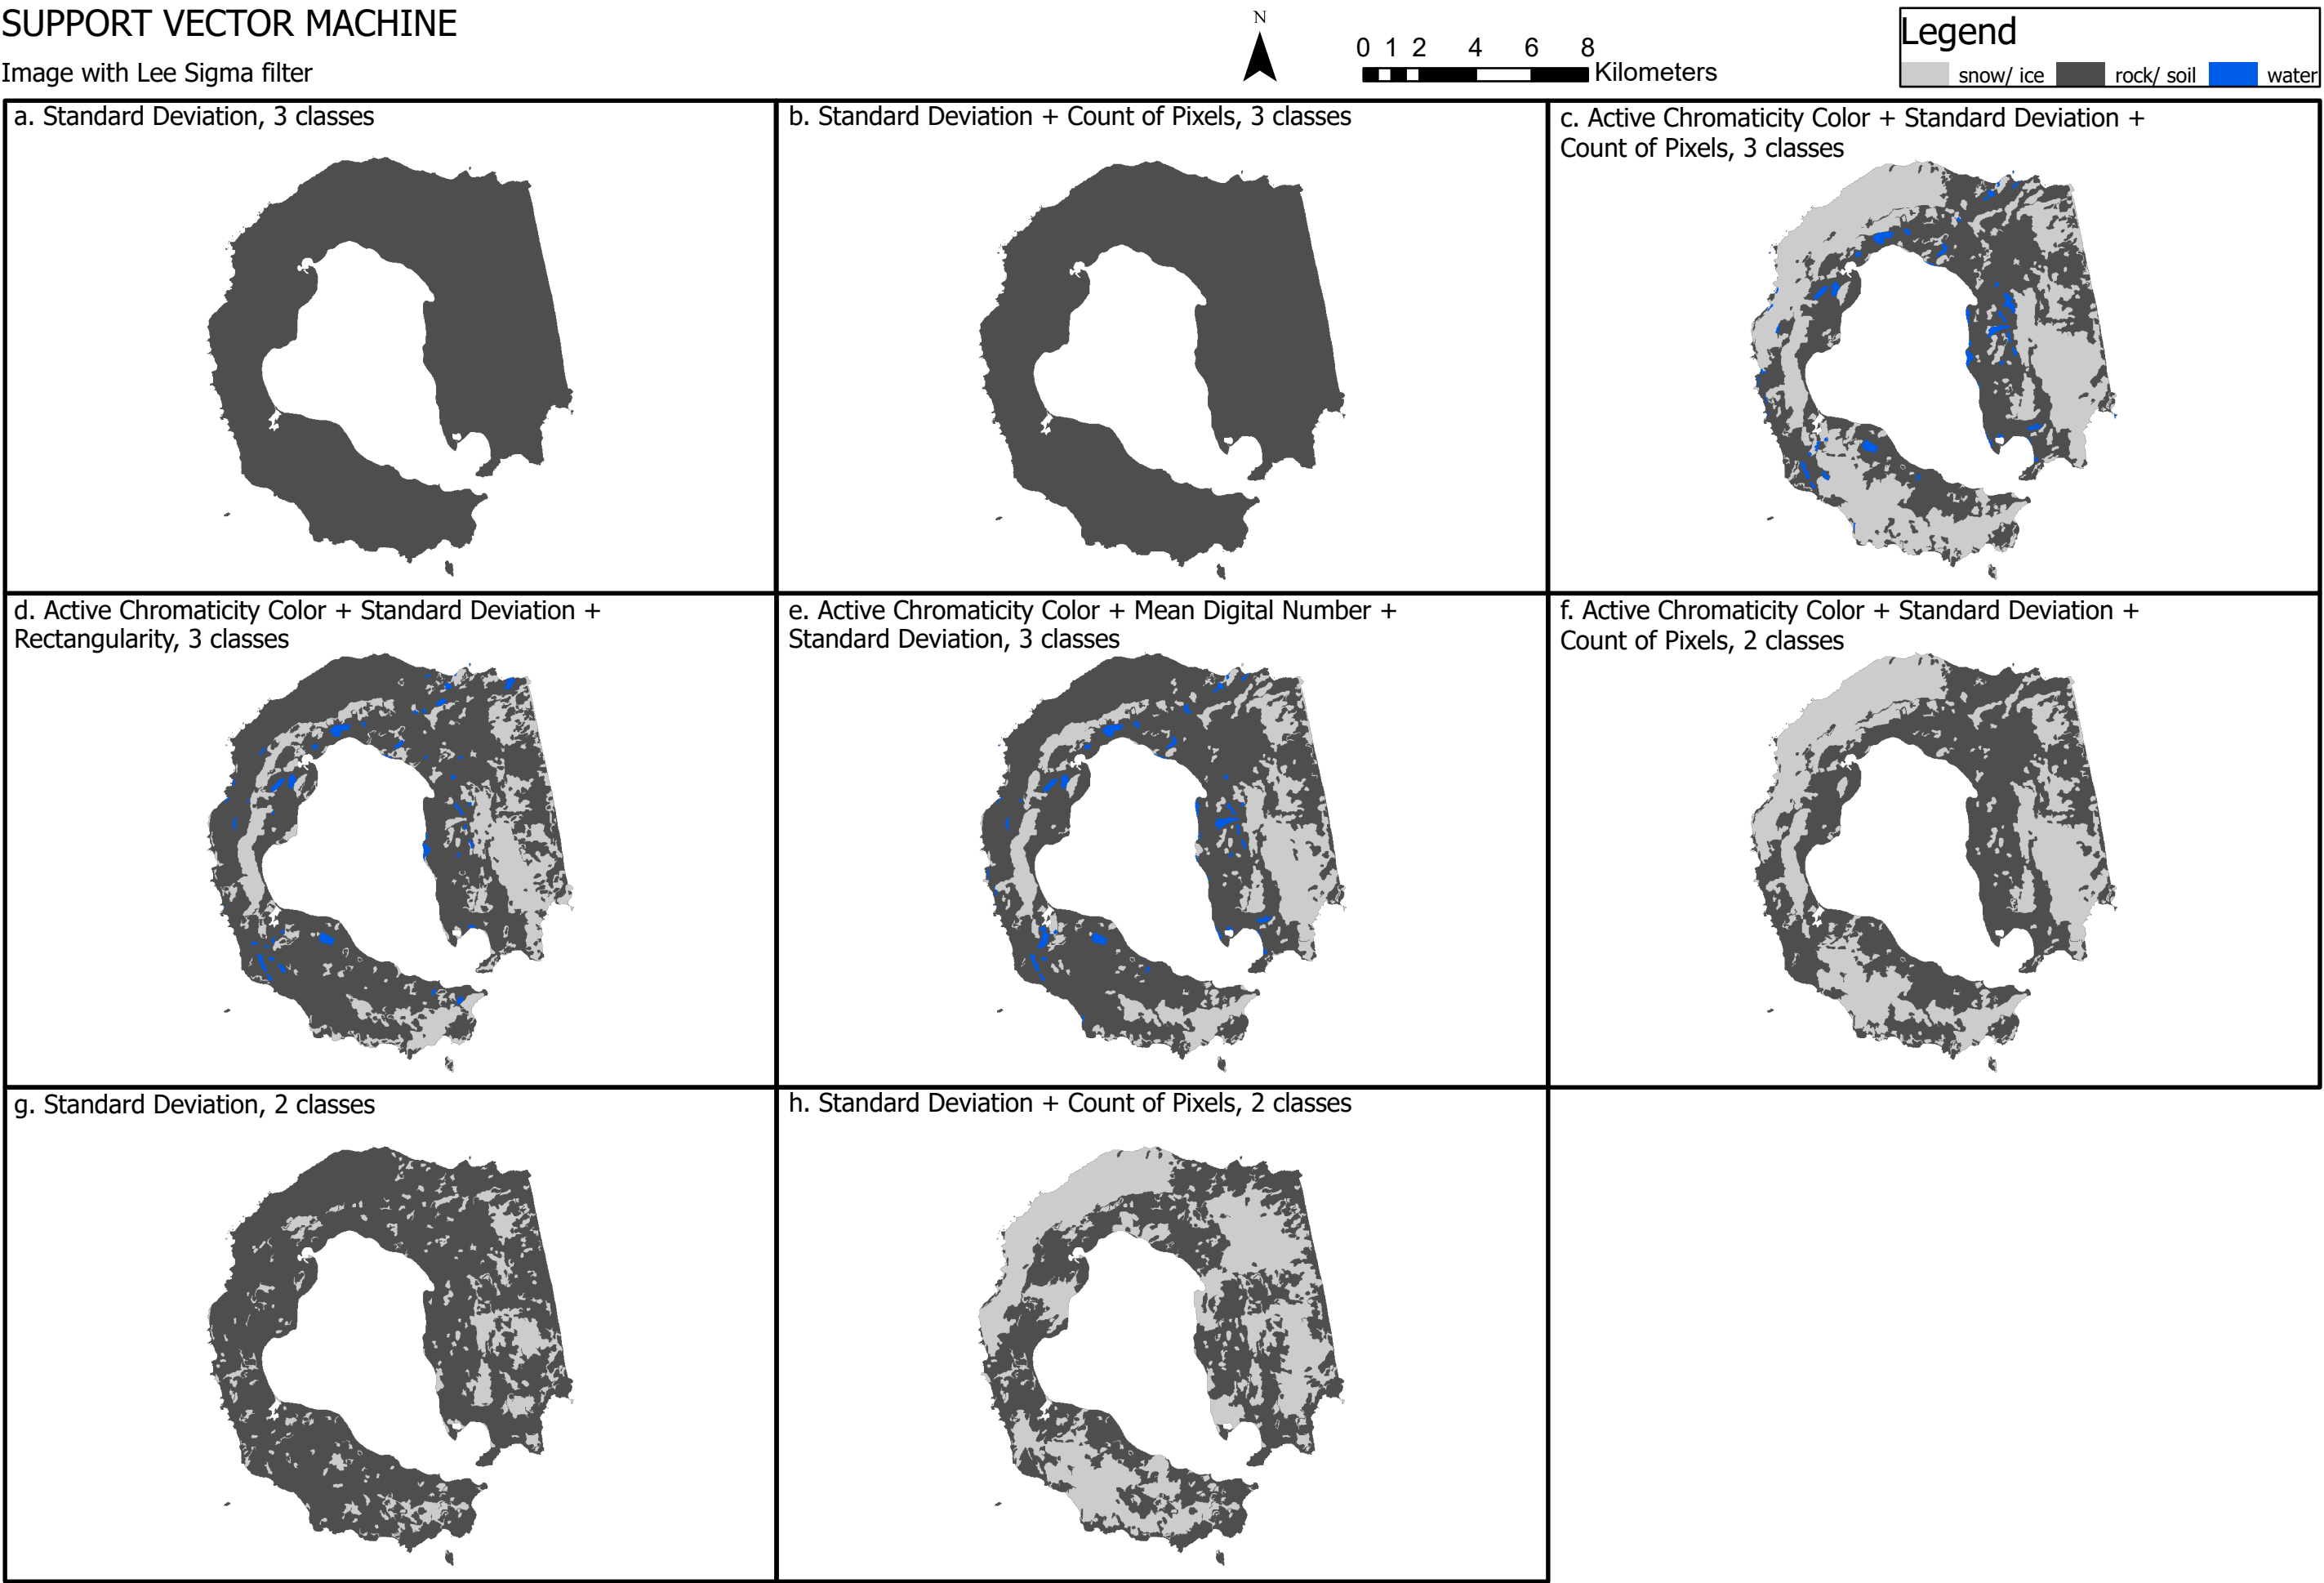 SUPPORT VECTOR MACHINE
Image with Lee Sigma filter
N
0 1 2 4 6 8
Kilometers
Legend
snow/ ice rock/ soil water
a. Standard Deviation, 3 classes
b. Standard Deviation + Count of Pixels, 3 classes
c. Active Chromaticity Color + Standard Deviation +
Count of Pixels, 3 classes
d. Active Chromaticity Color + Standard Deviation +
Rectangularity, 3 classes
e. Active Chromaticity Color + Mean Digital Number +
Standard Deviation, 3 classes
f. Active Chromaticity Color + Standard Deviation +
Count of Pixels, 2 classes
g. Standard Deviation, 2 classes
h. Standard Deviation + Count of Pixels, 2 classes